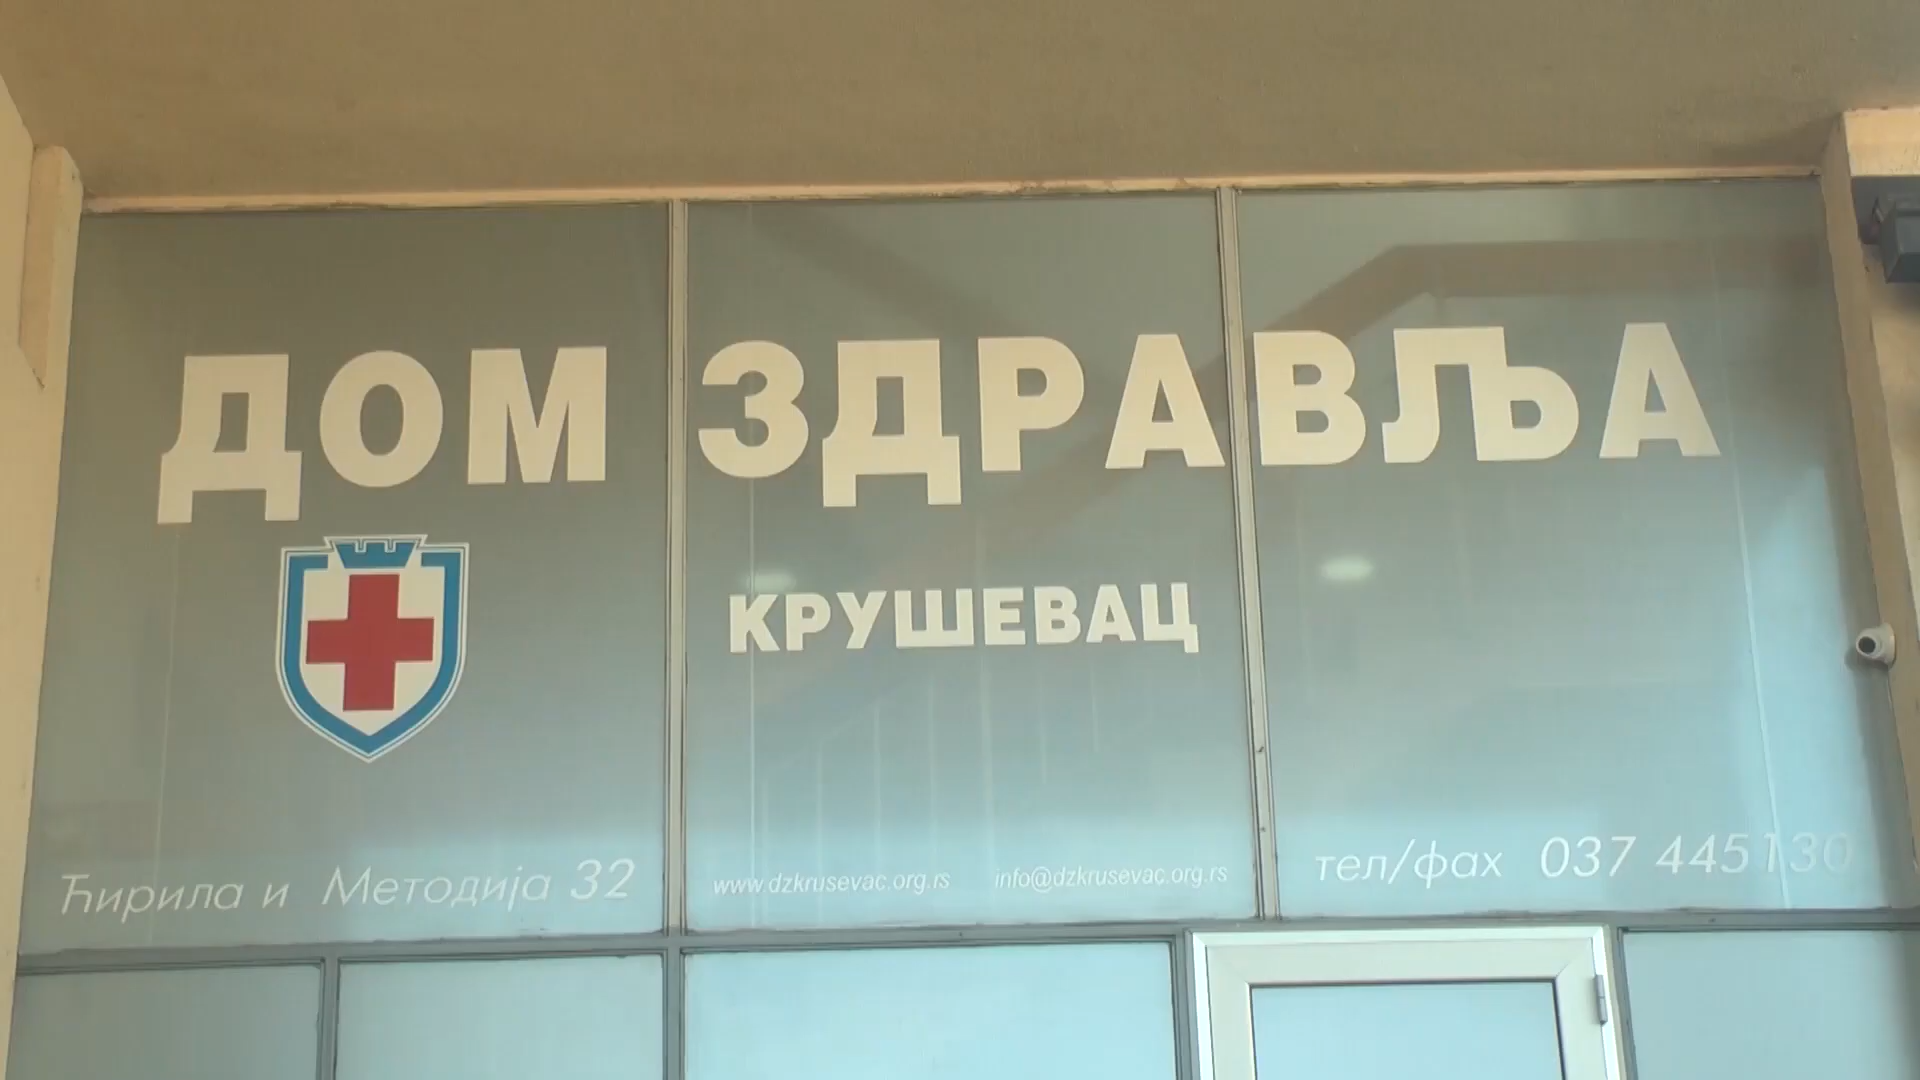 ДОМ ЗДРАВЉА
КРУШЕВАЦ
Ћирила и Методија 32
www.dzkrusevac.org.rs
info@dzkrusevac.org.rs
тел/фах 037 445130